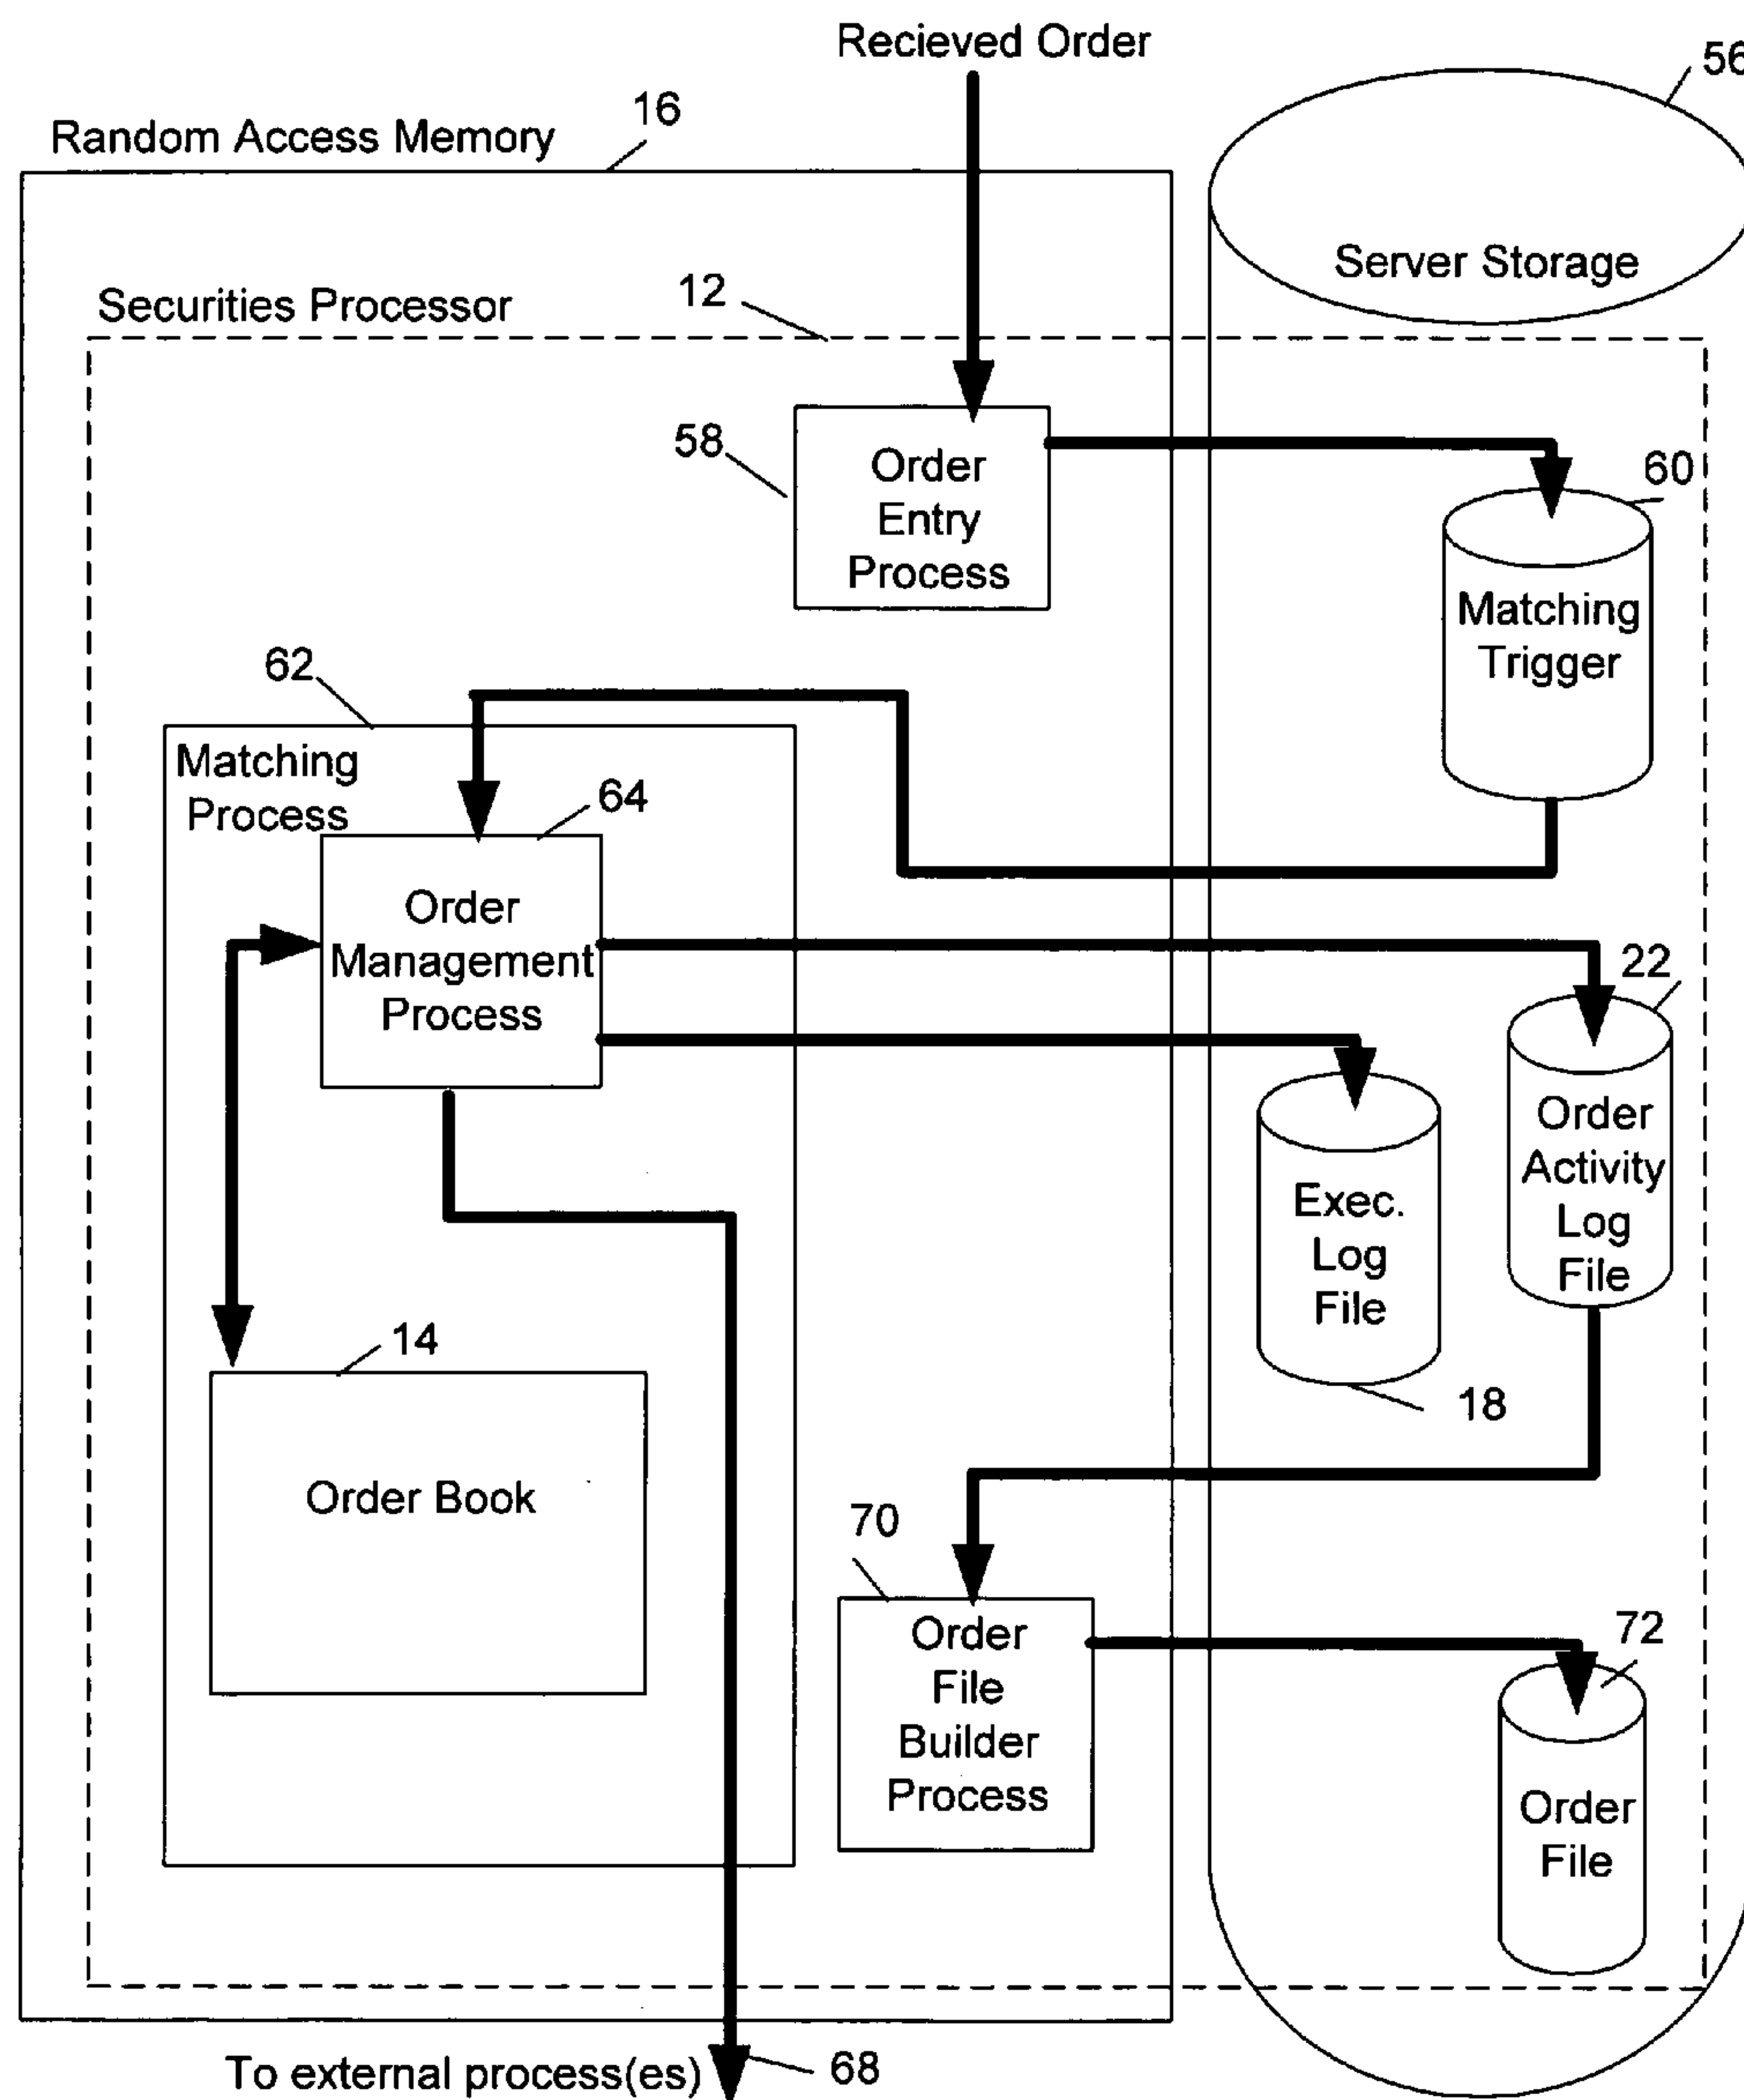 Recieved Order
56
16
Random Access Memory
Server Storage
12
Securities Processor
58
Order
Entry
Process
60
Matching
Trigger
62
Matching
Process
64
Order
Management
Process
22
Order
Activity
Log
File
Exec.
Log
File
18
14
Order Book
70
Order
File
Builder
Process
72
Order
File
To external process(es)
68